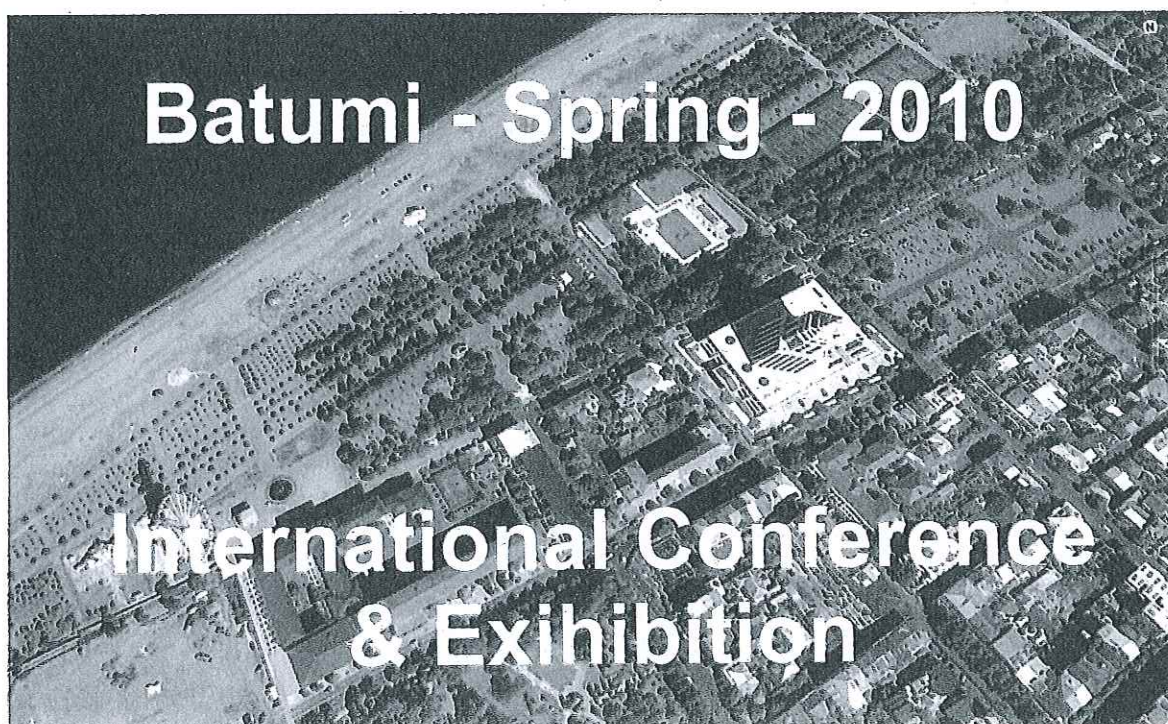 Batumi - Spring - 2010
International Conference
& Exihibition